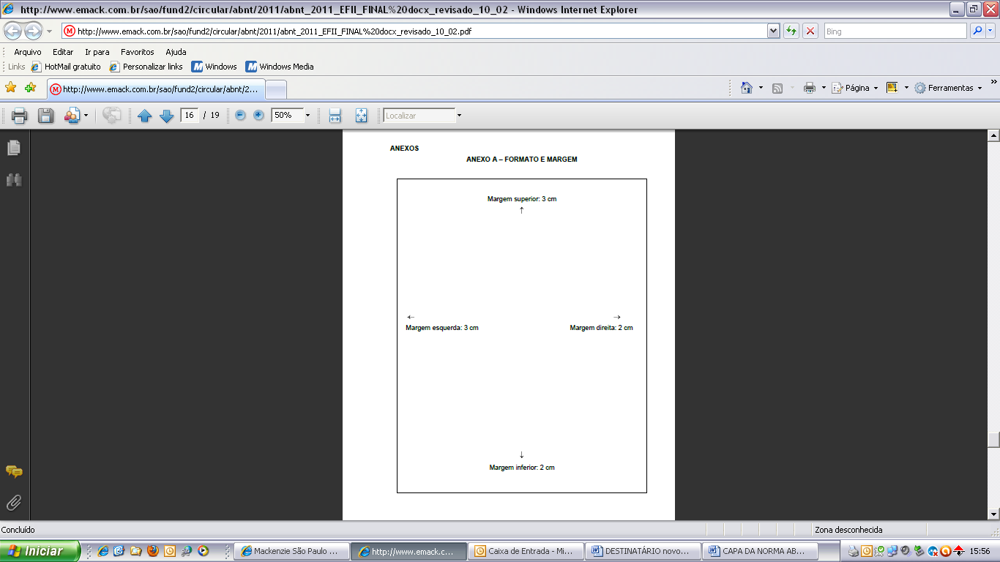 http://www.emack.com.br/sao/fund2/circular/abnt/2011/abnt_2011_EFII_FINAL%20docx_revisado_10_02 - Windows Internet Explorer
http://www.emack.com.br/sao/fund2/circular/abnt/2011/abnt_2011_EFII_FINAL%20docx_revisado_10_02.pdf
Bing
Arquivo Editar Ir para Favoritos Ajuda
Links HotMail gratuito Personalizar links Windows Windows Media
http://www.emack.com.br/sao/fund2/circular/abnt/2...
Página Ferramentas
16 / 19 50% Localizar
ANEXOS
ANEXO A – FORMATO E MARGEM
Margem superior: 3 cm
↑
← →
Margem esquerda: 3 cm Margem direita: 2 cm
↓
Margem inferior: 2 cm
Concluído Zona desconhecida
Iniciar Mackenzie São Paulo ... http://www.emack.c... Caixa de Entrada - Mi... DESTINATÁRIO novo... CAPA DA NORMA AB... 15:56